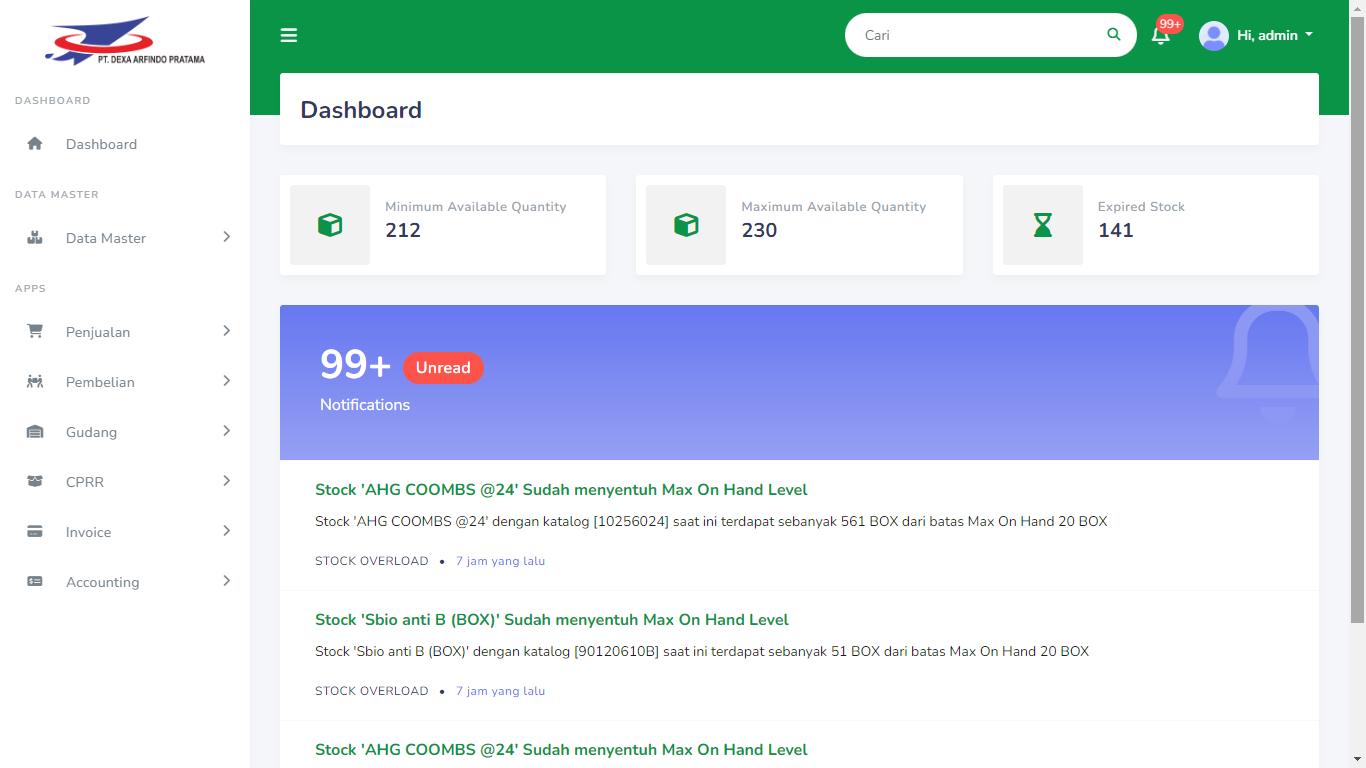 PT. DEXA ARFINDO PRATAMA
DASHBOARD
Dashboard
DATA MASTER
Data Master
APPS
Penjualan
Pembelian
Gudang
CPRR
Invoice
Accounting
Cari
99+
Hi, admin
Dashboard
Minimum Available Quantity
212
Maximum Available Quantity
230
Expired Stock
141
99+ Unread
Notifications
Stock 'AHG COOMBS @24' Sudah menyentuh Max On Hand Level
Stock 'AHG COOMBS @24' dengan katalog [10256024] saat ini terdapat sebanyak 561 BOX dari batas Max On Hand 20 BOX
STOCK OVERLOAD • 7 jam yang lalu
Stock 'Sbio anti B (BOX)' Sudah menyentuh Max On Hand Level
Stock 'Sbio anti B (BOX)' dengan katalog [90120610B] saat ini terdapat sebanyak 51 BOX dari batas Max On Hand 20 BOX
STOCK OVERLOAD • 7 jam yang lalu
Stock 'AHG COOMBS @24' Sudah menyentuh Max On Hand Level